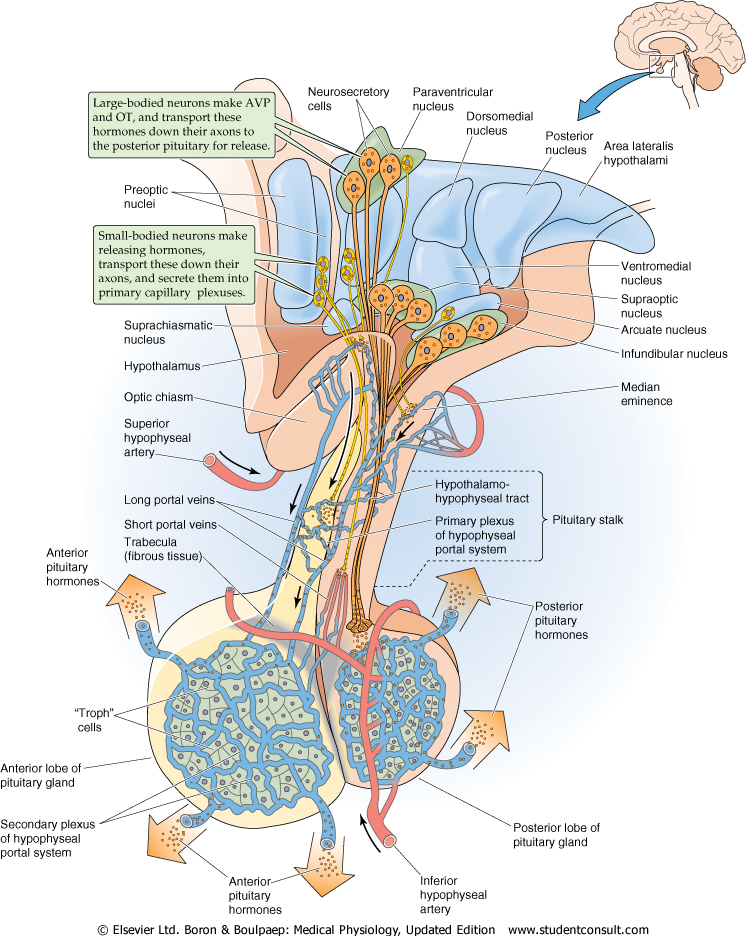 Large-bodied neurons make AVP
and OT, and transport these
hormones down their axons to
the posterior pituitary for release.
Neurosecretory
cells
Paraventricular
nucleus
Dorsomedial
nucleus
Posterior
nucleus
Area lateralis
hypothalami
Preoptic
nuclei
Small-bodied neurons make
releasing hormones,
transport these down their
axons, and secrete them into
primary capillary plexuses.
Ventromedial
nucleus
Supraoptic
nucleus
Arcuate nucleus
Infundibular nucleus
Suprachiasmatic
nucleus
Hypothalamus
Optic chiasm
Median
eminence
Superior
hypophyseal
artery
Hypothalamo-
hypophyseal tract
Primary plexus
of hypophyseal
portal system
Pituitary stalk
Long portal veins
Short portal veins
Trabecula
(fibrous tissue)
Anterior
pituitary
hormones
Posterior
pituitary
hormones
“Troph”
cells
Anterior lobe of
pituitary gland
Secondary plexus
of hypophyseal
portal system
Posterior lobe of
pituitary gland
Anterior
pituitary
hormones
Inferior
hypophyseal
artery
© Elsevier Ltd. Boron & Boulpaep: Medical Physiology, Updated Edition www.studentconsult.com